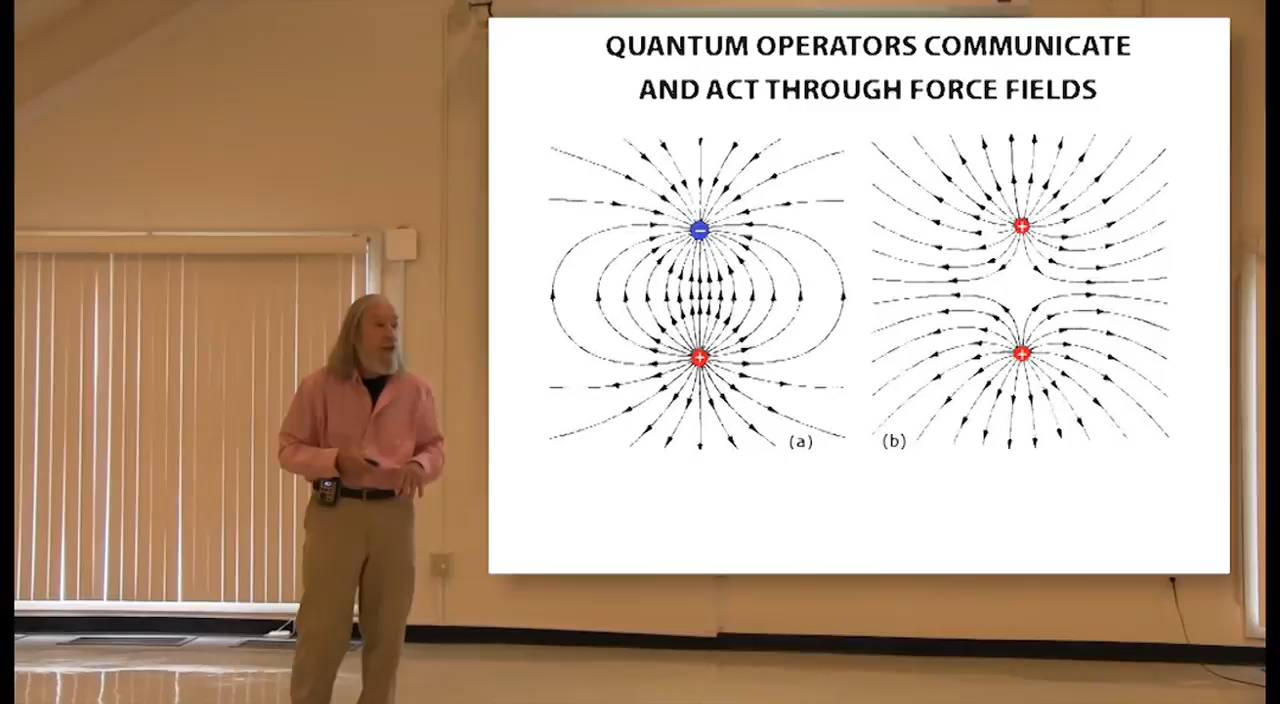 QUANTUM OPERATORS COMMUNICATE
AND ACT THROUGH FORCE FIELDS
−
+
+
+
(a)
(b)